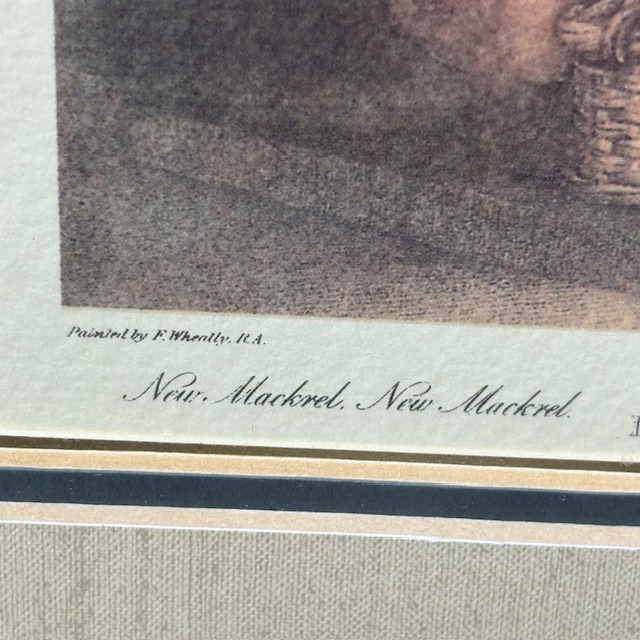 Painted by F. Wheatly, R.A.
New, Mackrel, New Mackrel.